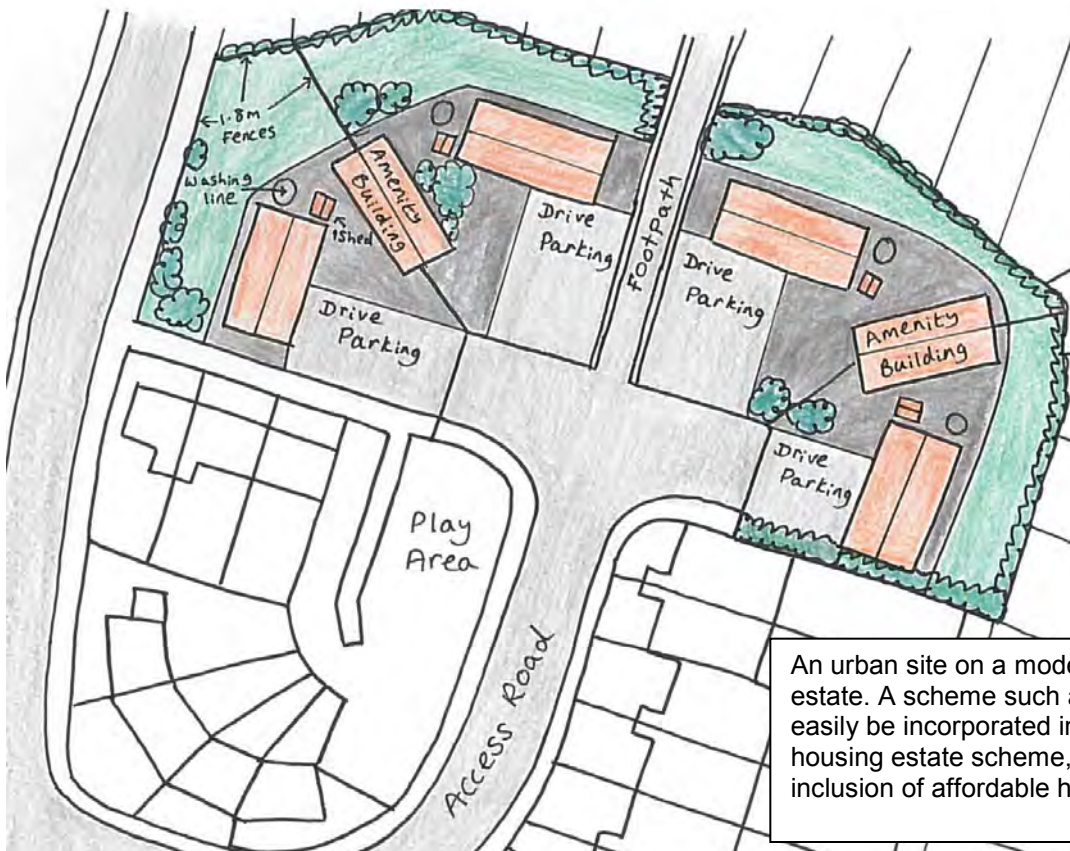 1.8m
Fences
Washing
line
Shed
Amenity
Building
Drive
Parking
Drive
Parking
Footpath
Drive
Parking
Amenity
Building
Drive
Parking
Play
Area
Access Road
An urban site on a mode
estate. A scheme such a
easily be incorporated i
housing estate scheme,
inclusion of affordable h